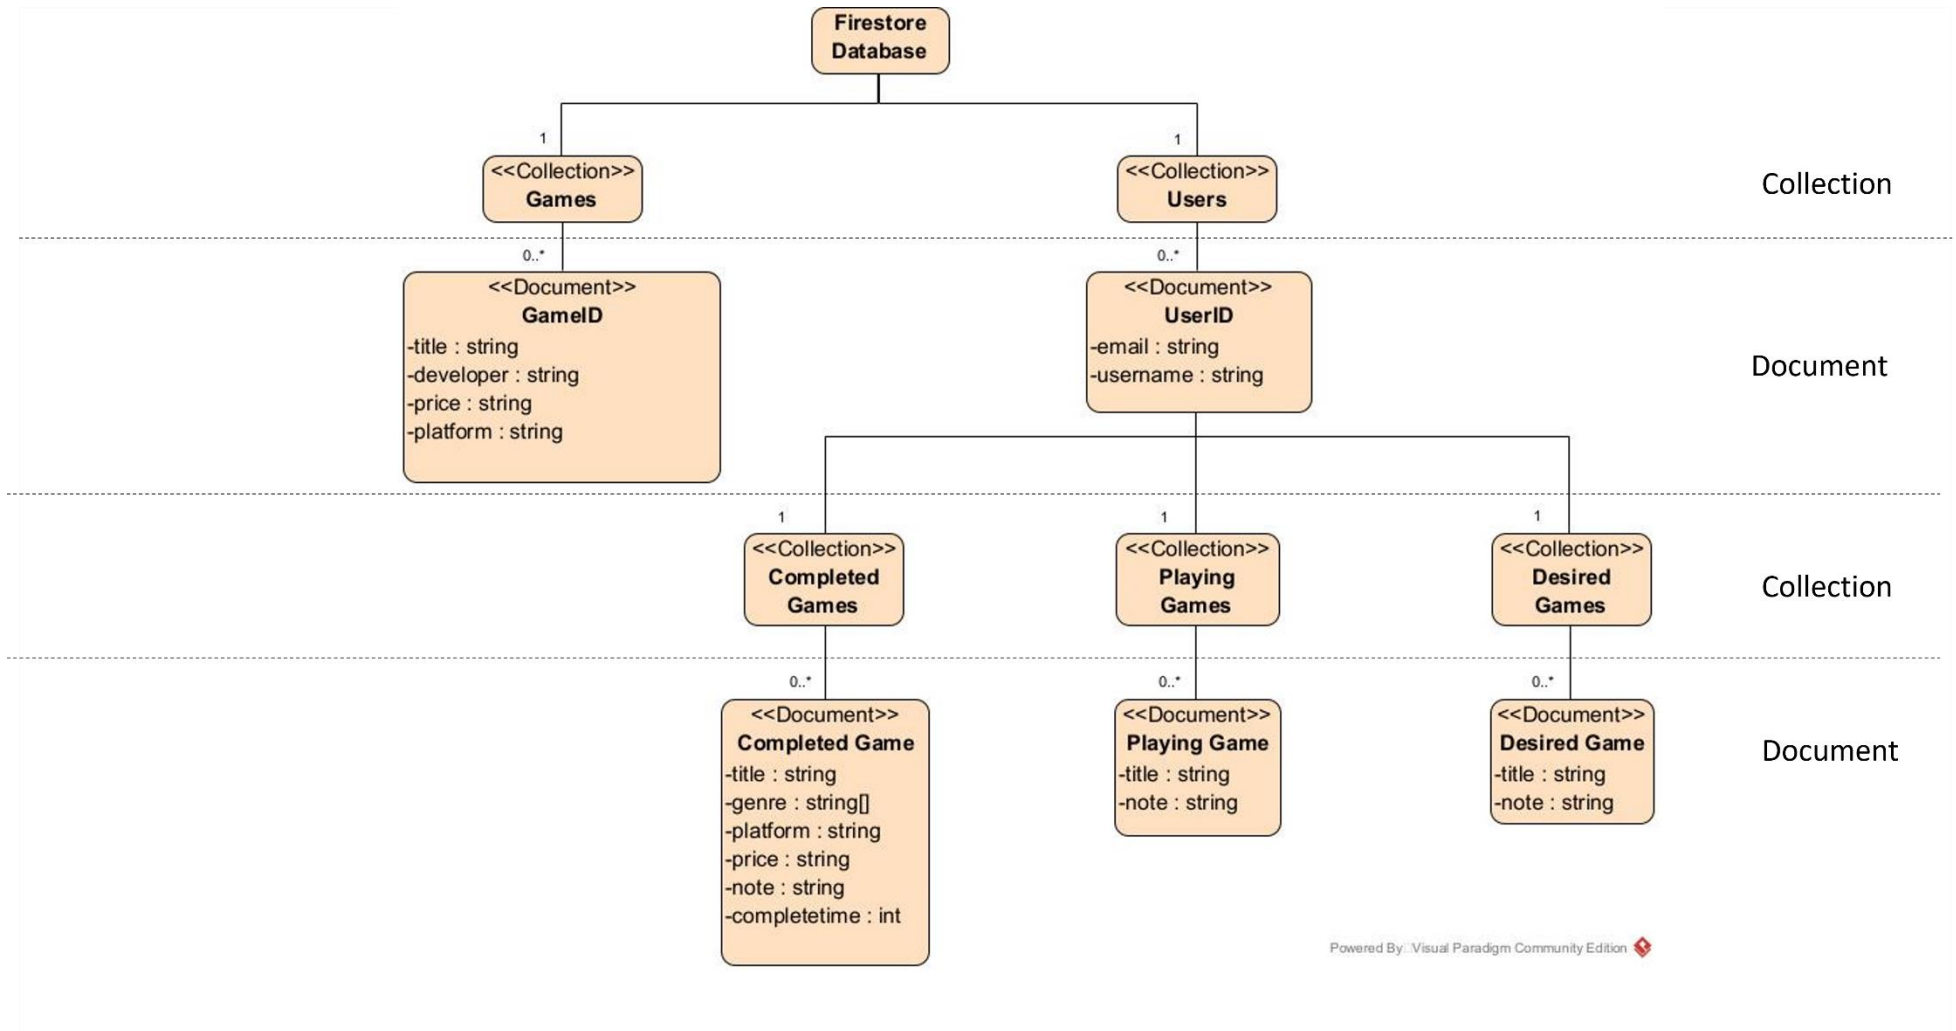 Firestore
Database
1
1
<<Collection>>
Games
<<Collection>>
Users
Collection
0..*
0..*
<<Document>>
GameID
-title : string
-developer : string
-price : string
-platform : string
<<Document>>
UserID
-email : string
-username : string
Document
1
1
1
<<Collection>>
Completed
Games
<<Collection>>
Playing
Games
<<Collection>>
Desired
Games
Collection
0..*
0..*
0..*
<<Document>>
Completed Game
-title : string
-genre : string[]
-platform : string
-price : string
-note : string
-completetime : int
<<Document>>
Playing Game
-title : string
-note : string
<<Document>>
Desired Game
-title : string
-note : string
Document
Powered By Visual Paradigm Community Edition